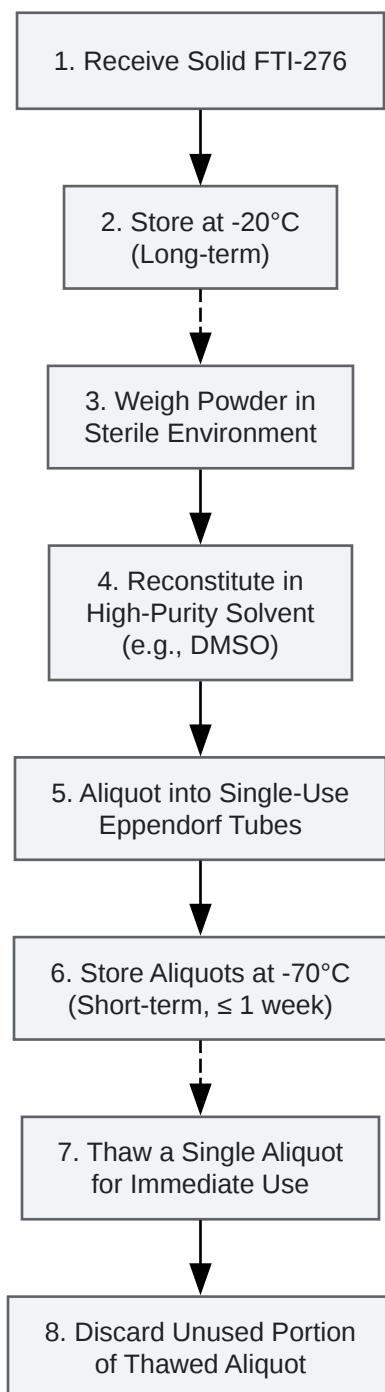 1. Receive Solid FTI-276
2. Store at -20°C
(Long-term)
3. Weigh Powder in
Sterile Environment
4. Reconstitute in
High-Purity Solvent
(e.g., DMSO)
5. Aliquot into Single-Use
Eppendorf Tubes
6. Store Aliquots at -70°C
(Short-term, ≤ 1 week)
7. Thaw a Single Aliquot
for Immediate Use
8. Discard Unused Portion
of Thawed Aliquot